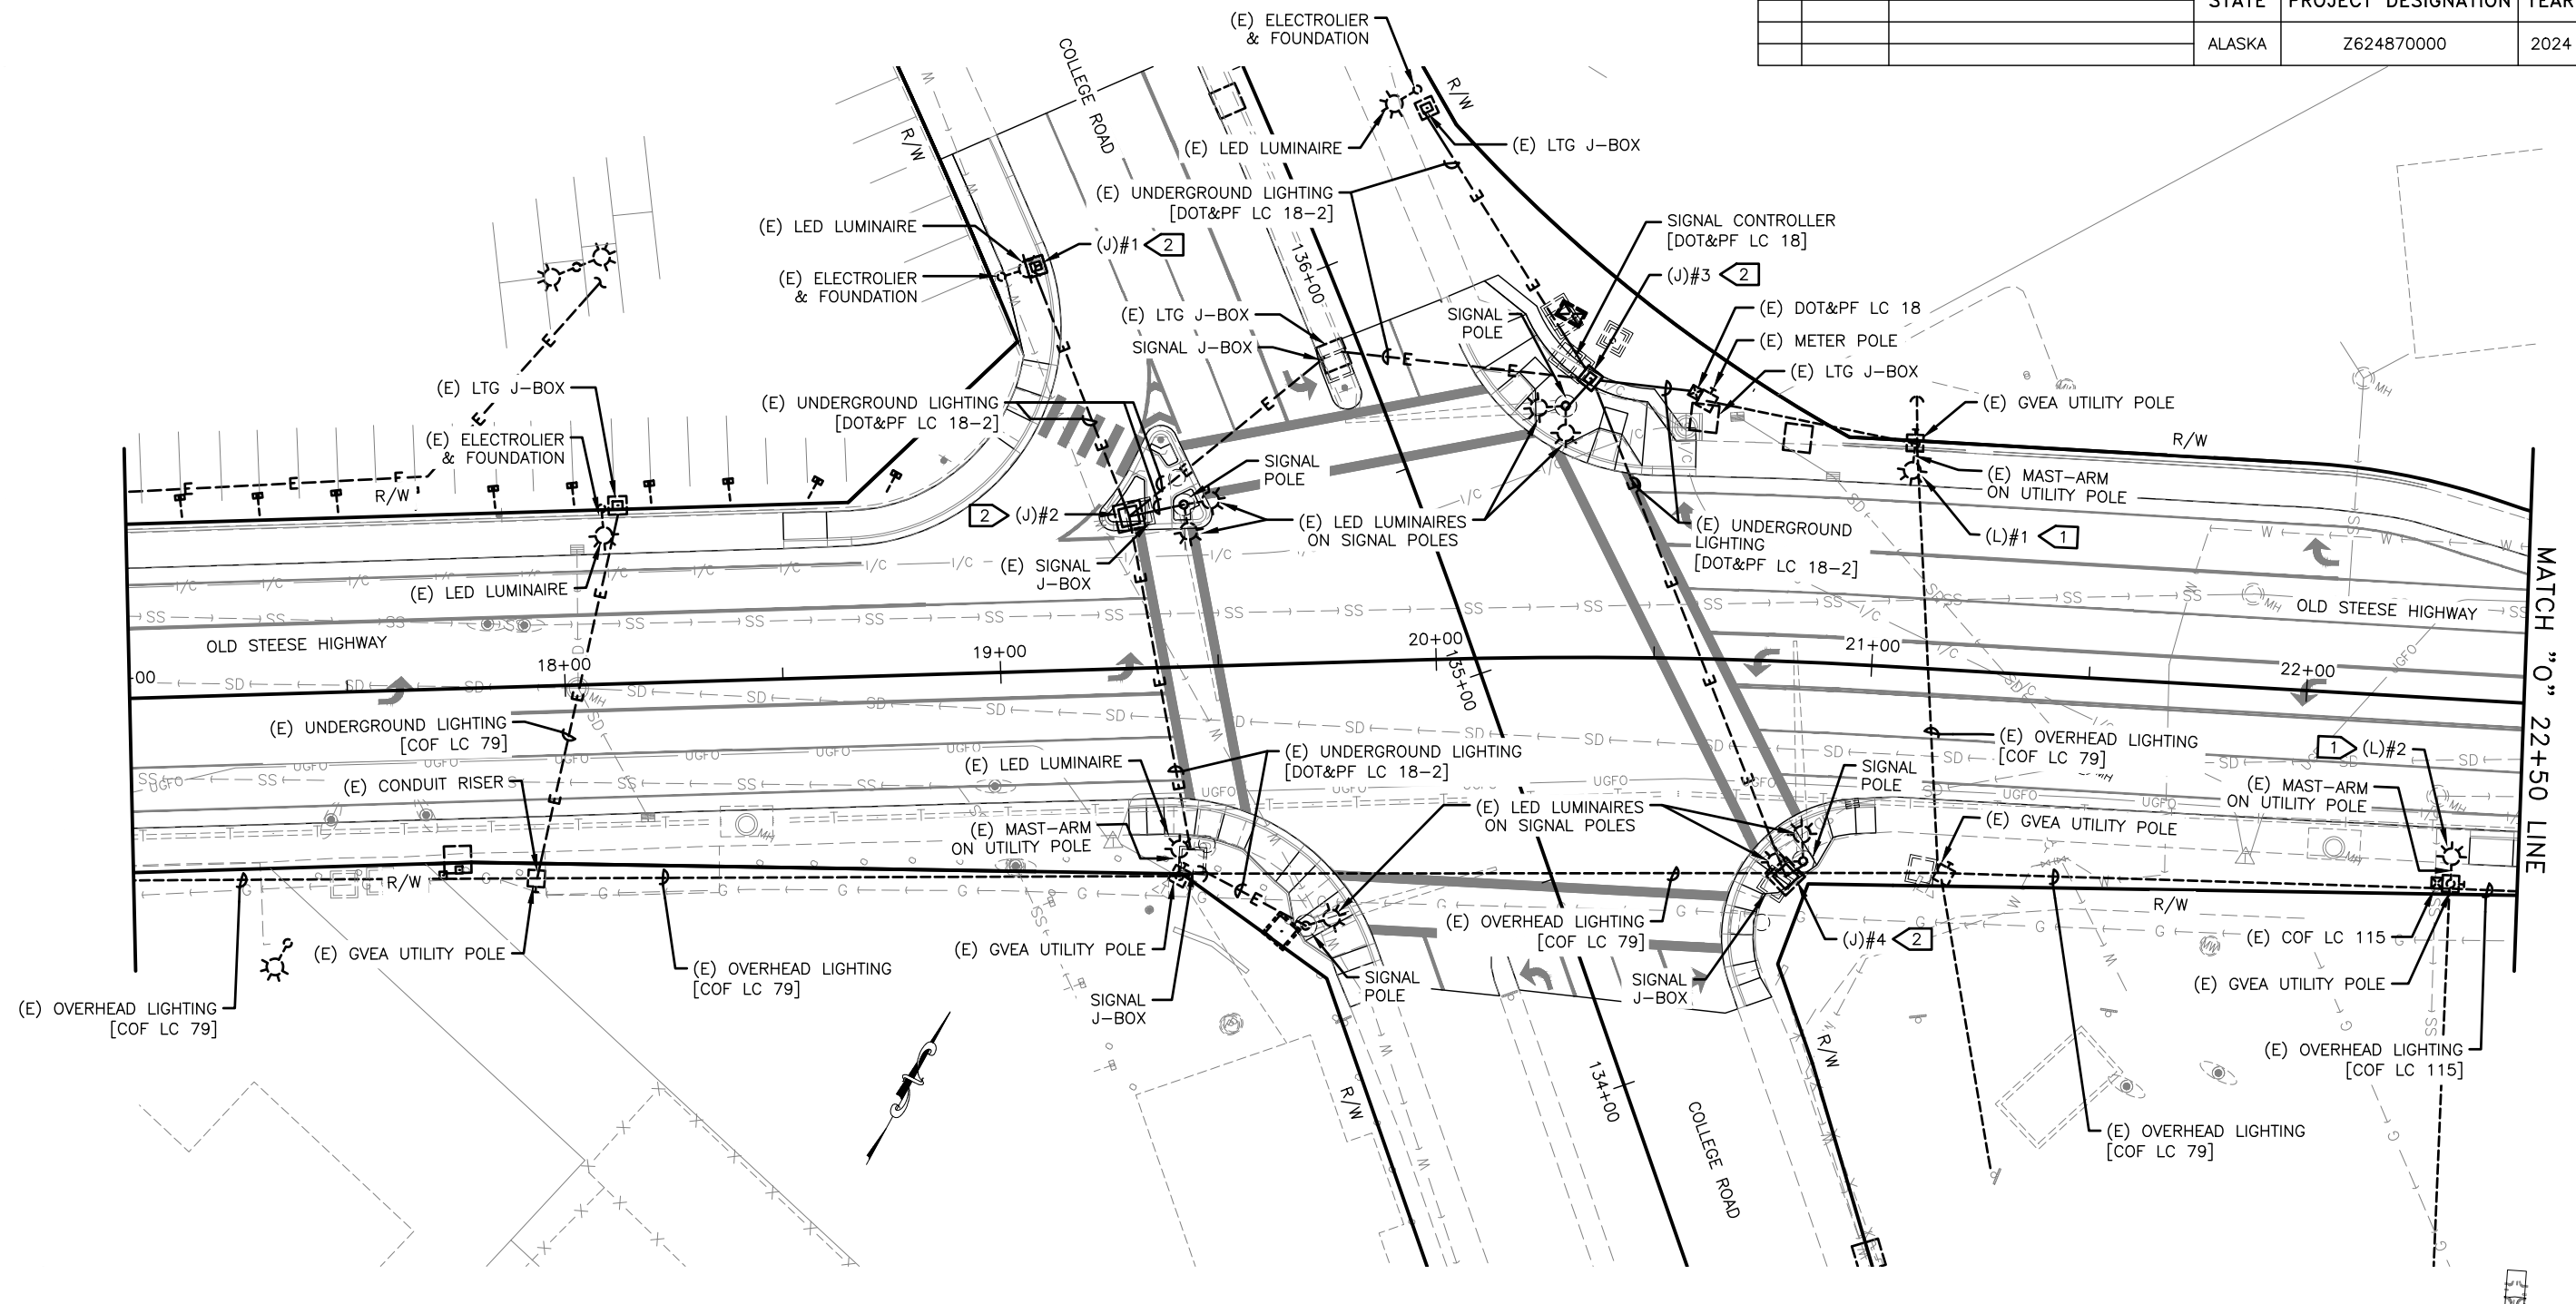 STATE PROJECT DESIGNATION YEAR
ALASKA Z624870000 2024
(E) ELECTROLIER
& FOUNDATION
COLLEGE ROAD
R/W
R/W
(E) LED LUMINAIRE
(E) LTG J-BOX
(E) UNDERGROUND LIGHTING
[DOT&PF LC 18-2]
(E) LED LUMINAIRE
(J)#1 2
SIGNAL CONTROLLER
[DOT&PF LC 18]
(E) ELECTROLIER
& FOUNDATION
136+00
(J)#3 2
(E) LTG J-BOX
SIGNAL
POLE
(E) DOT&PF LC 18
SIGNAL J-BOX
(E) METER POLE
(E) LTG J-BOX
(E) LTG J-BOX
(E) UNDERGROUND LIGHTING
[DOT&PF LC 18-2]
(E) GVEA UTILITY POLE
(E) ELECTROLIER
& FOUNDATION
R/W
R/W
SIGNAL
POLE
(E) MAST-ARM
ON UTILITY POLE
2 (J)#2
(E) LED LUMINAIRES
ON SIGNAL POLES
(E) UNDERGROUND
LIGHTING
[DOT&PF LC 18-2]
(L)#1 1
(E) SIGNAL
J-BOX
(E) LED LUMINAIRE
OLD STEESE HIGHWAY
OLD STEESE HIGHWAY
MATCH "O" 22+50 LINE
00
18+00
19+00
20+00
21+00
22+00
135+00
(E) UNDERGROUND LIGHTING
[COF LC 79]
(E) CONDUIT RISER
(E) LED LUMINAIRE
(E) UNDERGROUND LIGHTING
[DOT&PF LC 18-2]
(E) OVERHEAD LIGHTING
[COF LC 79]
1 (L)#2
SIGNAL
POLE
(E) MAST-ARM
ON UTILITY POLE
(E) MAST-ARM
ON UTILITY POLE
(E) LED LUMINAIRES
ON SIGNAL POLES
(E) GVEA UTILITY POLE
R/W
R/W
(E) OVERHEAD LIGHTING
[COF LC 79]
(J)#4 2
(E) COF LC 115
(E) GVEA UTILITY POLE
(E) OVERHEAD LIGHTING
[COF LC 79]
(E) GVEA UTILITY POLE
SIGNAL
POLE
SIGNAL
J-BOX
(E) GVEA UTILITY POLE
(E) OVERHEAD LIGHTING
[COF LC 79]
SIGNAL
J-BOX
(E) OVERHEAD LIGHTING
[COF LC 115]
R/W
R/W
134+00
COLLEGE ROAD
(E) OVERHEAD LIGHTING
[COF LC 79]